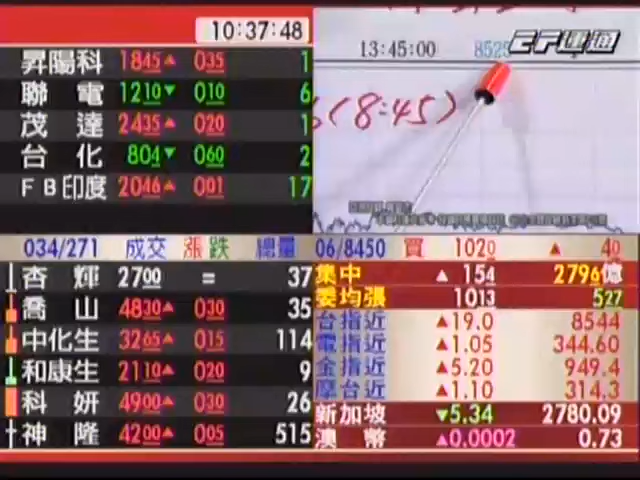 10:37:48
昇陽科 1845▲ 035 1
聯電 1210▼ 010 6
茂達 2435▲ 020 1
台化 804▼ 060 2
ＦＢ印度 2046▲ 001 17
13:45:00 8525
(8:45)
034/271 成交 漲跌 總量
杏輝 2700 = 37
喬山 4830▲ 030 35
中化生 3265▲ 015 114
和康生 2110▲ 020 9
科妍 4900▲ 030 26
神隆 4200▲ 005 515
06/8450 買 1020 ▲ 40
集中 ▲ 154 2796億
委均張 1013 527
台指近 ▲19.0 8544
電指近 ▲1.05 344.60
金指近 ▲5.20 949.4
摩台近 ▲1.10 314.3
新加坡 ▼5.34 2780.09
澳幣 ▲0.0002 0.73